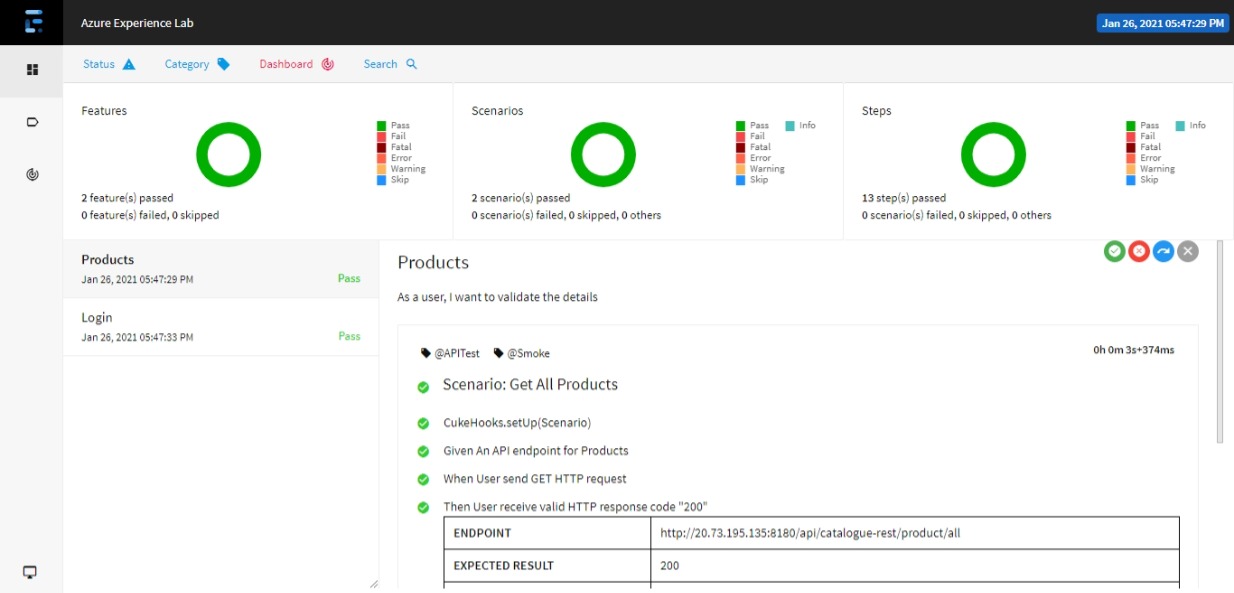 Azure Experience Lab
Jan 26, 2021 05:47:29 PM
Status
Category
Dashboard
Search
Features
Pass
Fail
Fatal
Error
Warning
Skip
2 feature(s) passed
0 feature(s) failed, 0 skipped
Scenarios
Pass
Info
Fail
Fatal
Error
Warning
Skip
2 scenario(s) passed
0 scenario(s) failed, 0 skipped, 0 others
Steps
Pass
Info
Fail
Fatal
Error
Warning
Skip
13 step(s) passed
0 scenario(s) failed, 0 skipped, 0 others
Products
Jan 26, 2021 05:47:29 PM
Pass
Login
Jan 26, 2021 05:47:33 PM
Pass
Products
As a user, I want to validate the details
@APITest @Smoke
0h 0m 3s+374ms
Scenario: Get All Products
CukeHooks.setUp(Scenario)
Given An API endpoint for Products
When User send GET HTTP request
Then User receive valid HTTP response code "200"
ENDPOINT
http://20.73.195.135:8180/api/catalogue-rest/product/all
EXPECTED RESULT
200